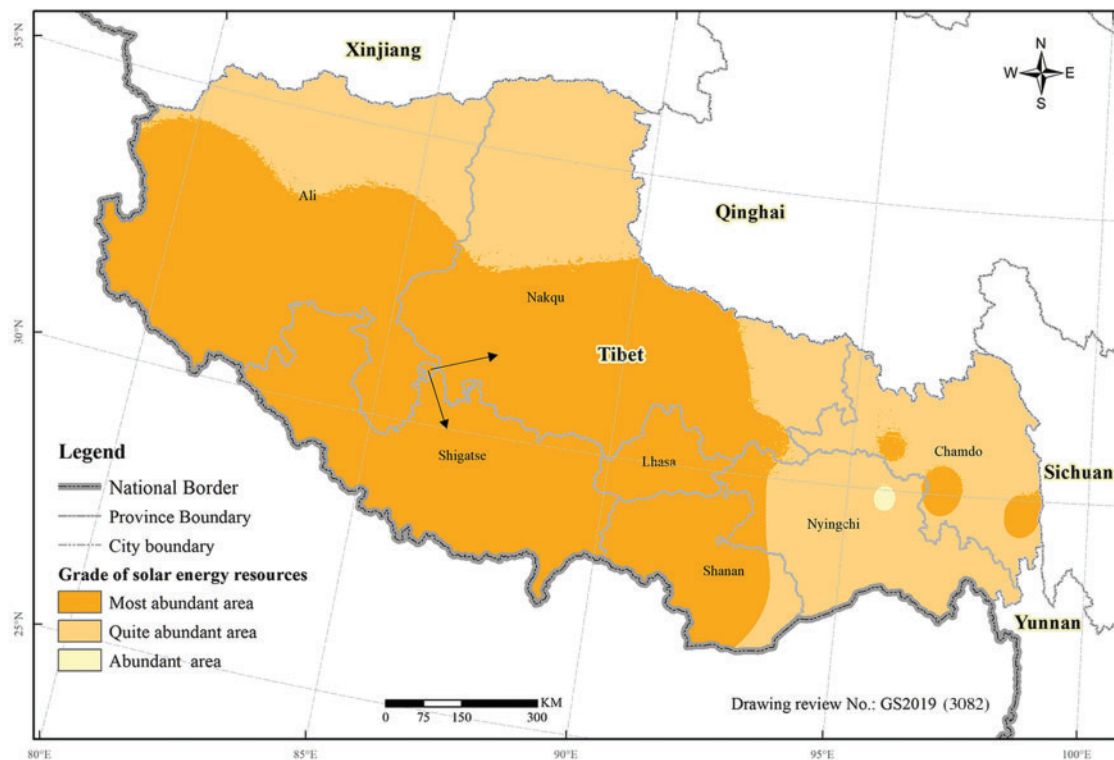 35°N
Xinjiang
N
W E
S
Ali
Qinghai
Nakqu
30°N
Tibet
Shigatse
Lhasa
Chamdo
Sichuan
Nyingchi
Shanan
Yunnan
25°N
Legend
National Border
Province Boundary
City boundary
Grade of solar energy resources
Most abundant area
Quite abundant area
Abundant area
KM
0 75 150 300
Drawing review No.: GS2019 (3082)
80°E 85°E 90°E 95°E 100°E